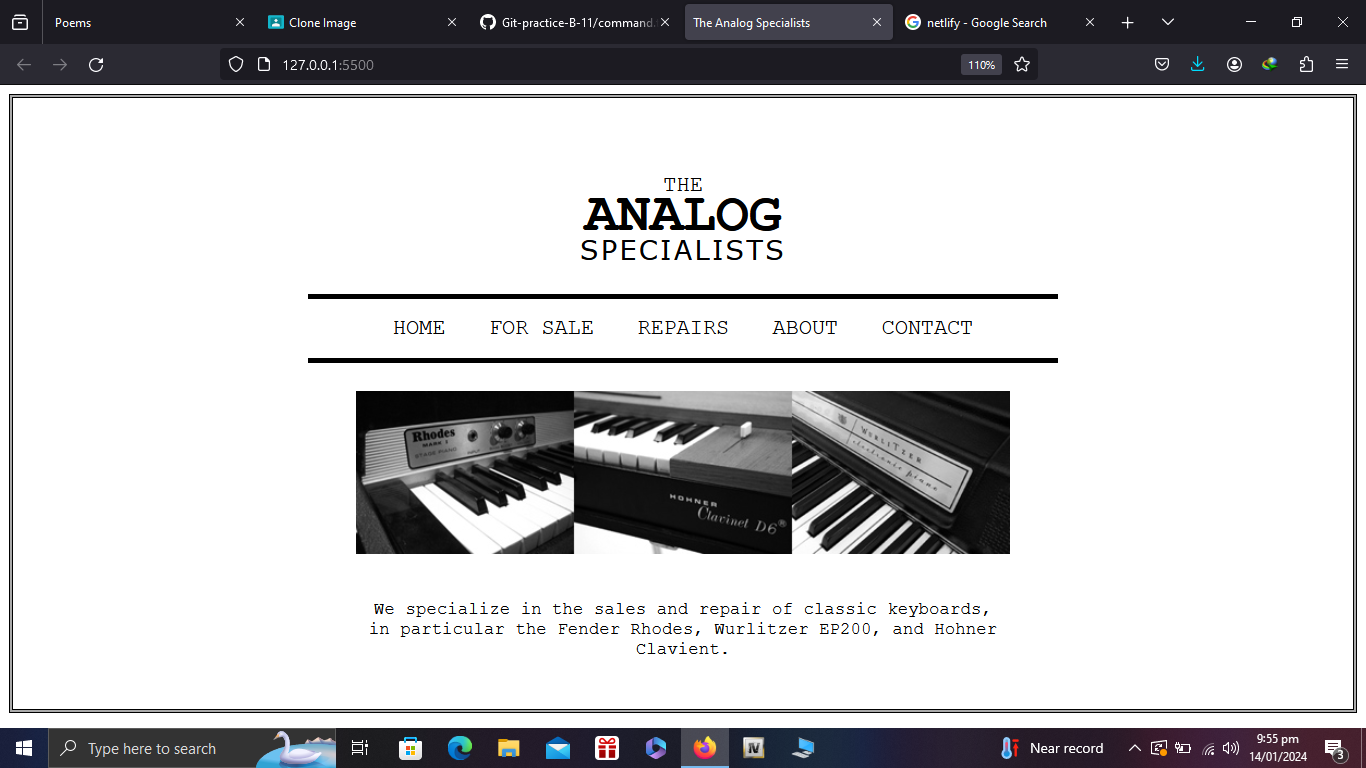 Poems
Clone Image
Git-practice-B-11/command.
The Analog Specialists
netlify - Google Search
127.0.0.1:5500
110%
THE
ANALOG
SPECIALISTS
HOME FOR SALE REPAIRS ABOUT CONTACT
Rhodes
MARK I
STAGE PIANO
INPUT
HOHNER
Clavinet D6®
WURLITZER
electronic piano
We specialize in the sales and repair of classic keyboards,
in particular the Fender Rhodes, Wurlitzer EP200, and Hohner
Clavient.
Type here to search
IV
Near record
9:55 pm
14/01/2024
3